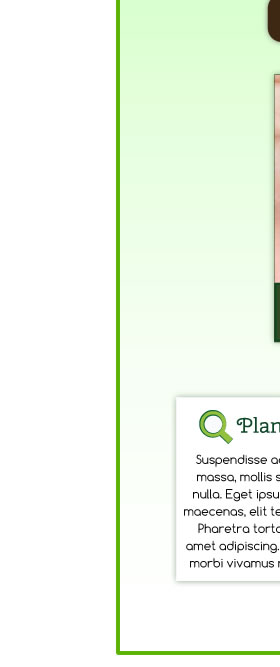 Plan
Suspendisse a
massa, mollis s
nulla. Eget ipsu
maecenas, elit te
Pharetra torto
amet adipiscing.
morbi vivamus